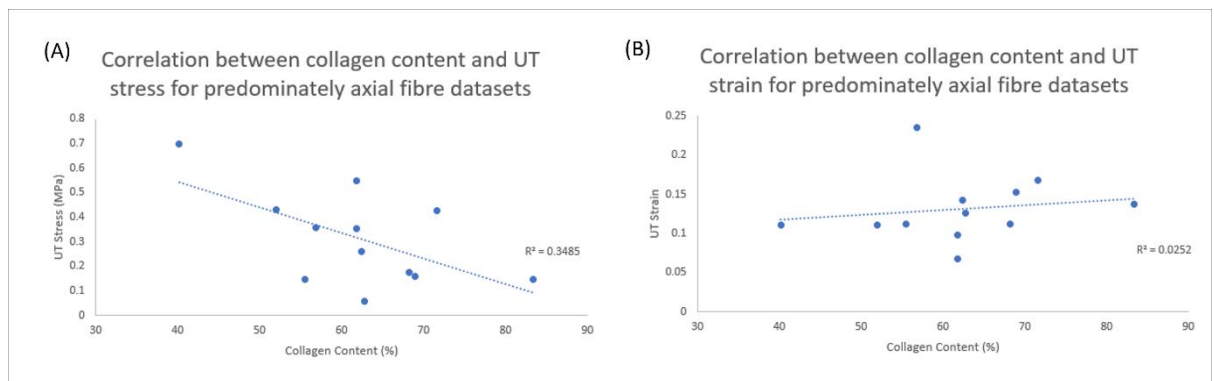 (A)
Correlation between collagen content and UT
stress for predominately axial fibre datasets
UT Stress (MPa)
0.8
0.7
0.6
0.5
0.4
0.3
0.2
0.1
0
R² = 0.3485
30 40 50 60 70 80 90
Collagen Content (%)
(B)
Correlation between collagen content and UT
strain for predominately axial fibre datasets
UT Strain
0.25
0.2
0.15
0.1
0.05
0
R² = 0.0252
30 40 50 60 70 80 90
Collagen Content (%)